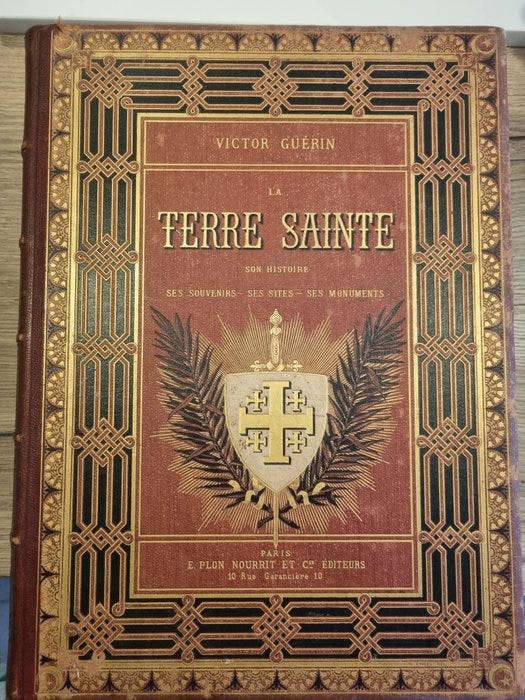 VICTOR GUÉRIN
LA
TERRE SAINTE
SON HISTOIRE
SES SOUVENIRS – SES SITES – SES MONUMENTS
PARIS
E. PLON NOURRIT ET Cie ÉDITEURS
10 Rue Garancière 10